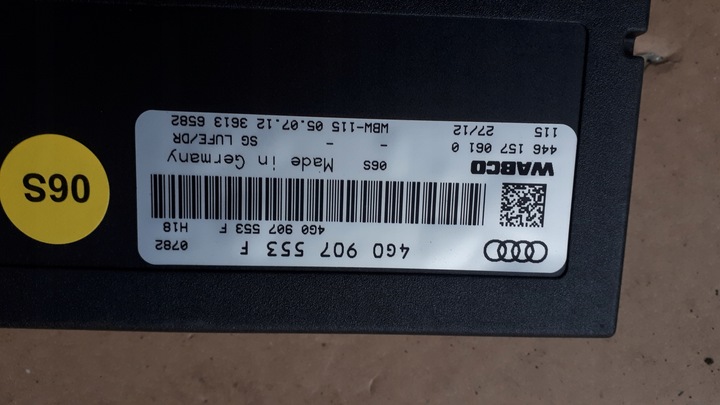 4G0 907 553 F
0782
4G0 907 553 F
H18
WABCO
06S
Made in Germany
446 157 061 0
-
-
SG LUFE/DR
115
27/12
WBW-115 05.07.12 3613 6582
06S